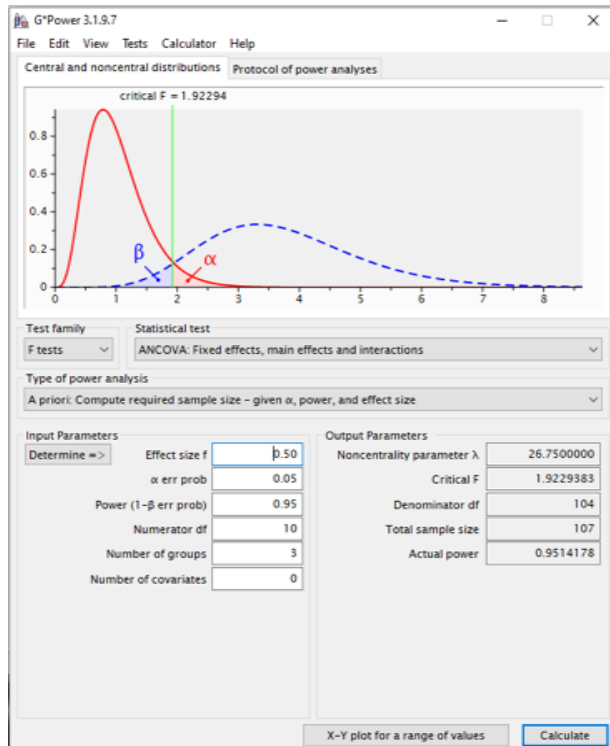 G*Power 3.1.9.7
File Edit View Tests Calculator Help
Central and noncentral distributions Protocol of power analyses
critical F = 1.92294
0.8
0.6
0.4
0.2
0
β
α
0 1 2 3 4 5 6 7 8
Test family Statistical test
F tests ANCOVA: Fixed effects, main effects and interactions
Type of power analysis
A priori: Compute required sample size – given α, power, and effect size
Input Parameters Output Parameters
Determine => Effect size f 0.50 Noncentrality parameter λ 26.7500000
α err prob 0.05 Critical F 1.9229383
Power (1-β err prob) 0.95 Denominator df 104
Numerator df 10 Total sample size 107
Number of groups 3 Actual power 0.9514178
Number of covariates 0
X-Y plot for a range of values Calculate